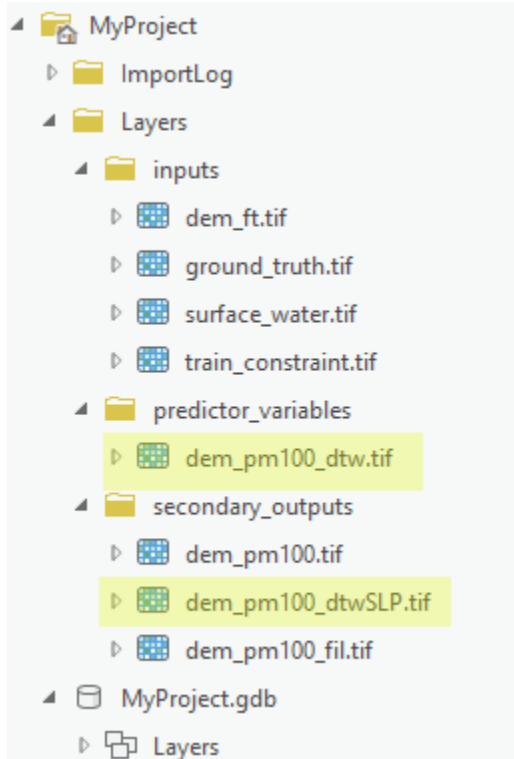 MyProject
ImportLog
Layers
inputs
dem_ft.tif
ground_truth.tif
surface_water.tif
train_constraint.tif
predictor_variables
dem_pm100_dtw.tif
secondary_outputs
dem_pm100.tif
dem_pm100_dtwSLP.tif
dem_pm100_fil.tif
MyProject.gdb
Layers